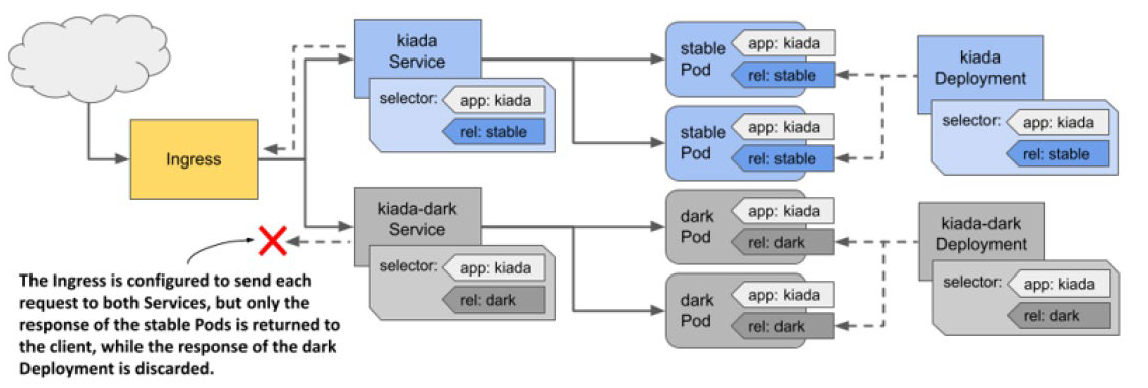 kiada
Service
selector:
app: kiada
rel: stable
stable
Pod
app: kiada
rel: stable
stable
Pod
app: kiada
rel: stable
kiada
Deployment
selector:
app: kiada
rel: stable
Ingress
kiada-dark
Service
selector:
app: kiada
rel: dark
dark
Pod
app: kiada
rel: dark
dark
Pod
app: kiada
rel: dark
kiada-dark
Deployment
selector:
app: kiada
rel: dark
The Ingress is configured to send each
request to both Services, but only the
response of the stable Pods is returned to
the client, while the response of the dark
Deployment is discarded.